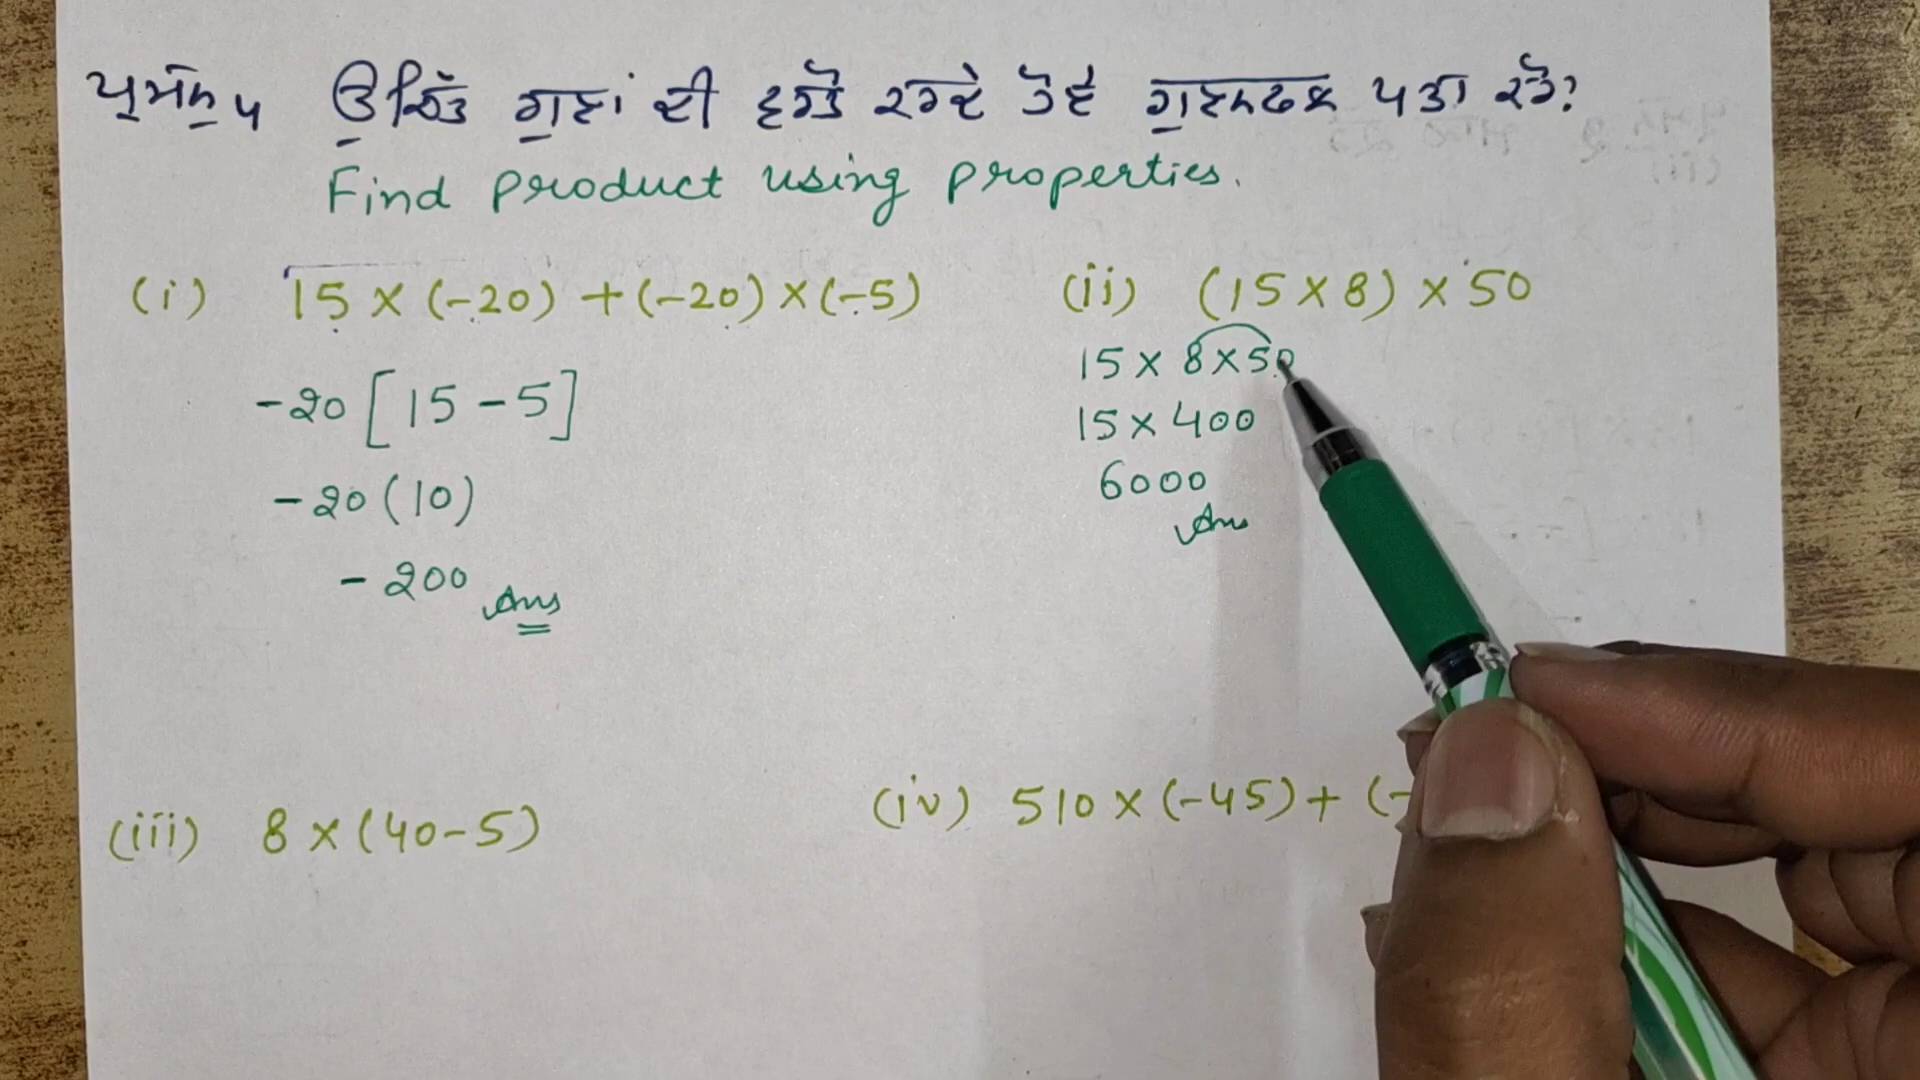 ਪ੍ਰਸ਼ਨ 4 ਉਚਿੱਤ ਗੁਣਾਂ ਦੀ ਵਰਤੋਂ ਕਰਦੇ ਹੋਏ ਗੁਣਨਫਲ ਪਤਾ ਕਰੋ?
Find product using properties.
(i) 15 × (-20) + (-20) × (-5)
-20 [15 - 5]
-20 (10)
-200 Ans
(ii) (15 × 8) × 50
15 × 8 × 50
15 × 400
6000
Ans
(iii) 8 × (40 - 5)
(iv) 510 × (-45) + (-